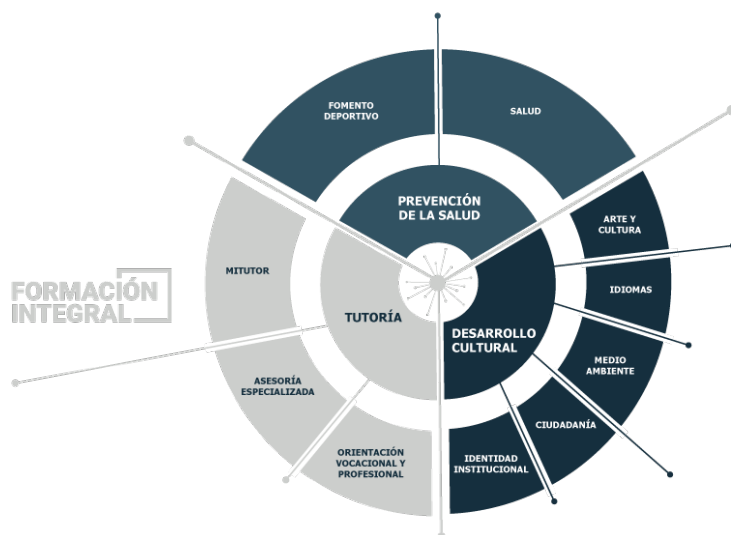 FOMENTO
DEPORTIVO
SALUD
PREVENCIÓN
DE LA SALUD
ARTE Y
CULTURA
MITUTOR
IDIOMAS
FORMACIÓN
INTEGRAL
TUTORÍA
DESARROLLO
CULTURAL
MEDIO
AMBIENTE
ASESORÍA
ESPECIALIZADA
CIUDADANÍA
ORIENTACIÓN
VOCACIONAL Y
PROFESIONAL
IDENTIDAD
INSTITUCIONAL